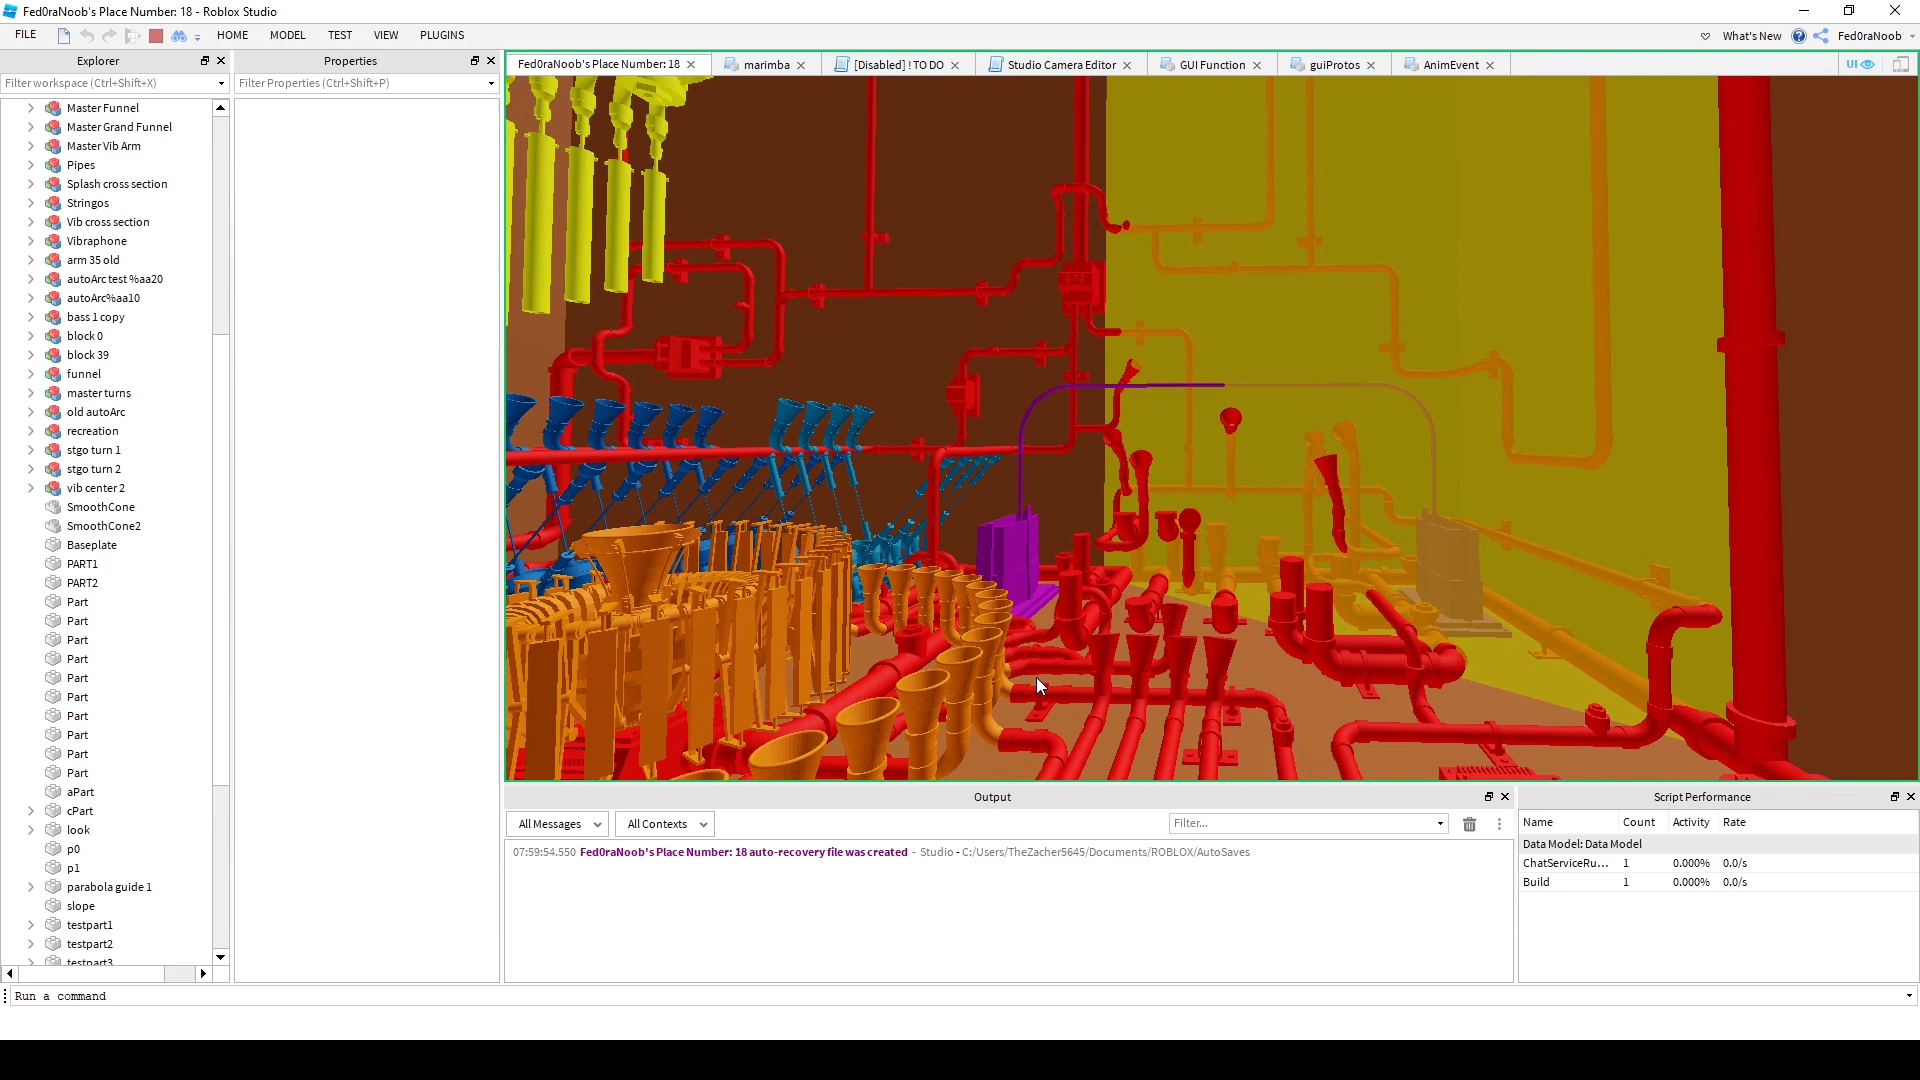 Fed0raNoob's Place Number: 18 - Roblox Studio
FILE HOME MODEL TEST VIEW PLUGINS What's New Fed0raNoob
Explorer
Filter workspace (Ctrl+Shift+X)
Master Funnel
Master Grand Funnel
Master Vib Arm
Pipes
Splash cross section
Stringos
Vib cross section
Vibraphone
arm 35 old
autoArc test %aa20
autoArc%aa10
bass 1 copy
block 0
block 39
funnel
master turns
old autoArc
recreation
stgo turn 1
stgo turn 2
vib center 2
SmoothCone
SmoothCone2
Baseplate
PART1
PART2
Part
Part
Part
Part
Part
Part
Part
Part
Part
Part
aPart
cPart
look
p0
p1
parabola guide 1
slope
testpart1
testpart2
testpart3
Properties
Filter Properties (Ctrl+Shift+P)
Fed0raNoob's Place Number: 18 marimba [Disabled] ! TO DO Studio Camera Editor GUI Function guiProtos AnimEvent UI
Output
All Messages All Contexts Filter...
07:59:54.550 Fed0raNoob's Place Number: 18 auto-recovery file was created - Studio - C:/Users/TheZacher5645/Documents/ROBLOX/AutoSaves
Script Performance
Name Count Activity Rate
Data Model: Data Model
ChatServiceRu... 1 0.000% 0.0/s
Build 1 0.000% 0.0/s
Run a command